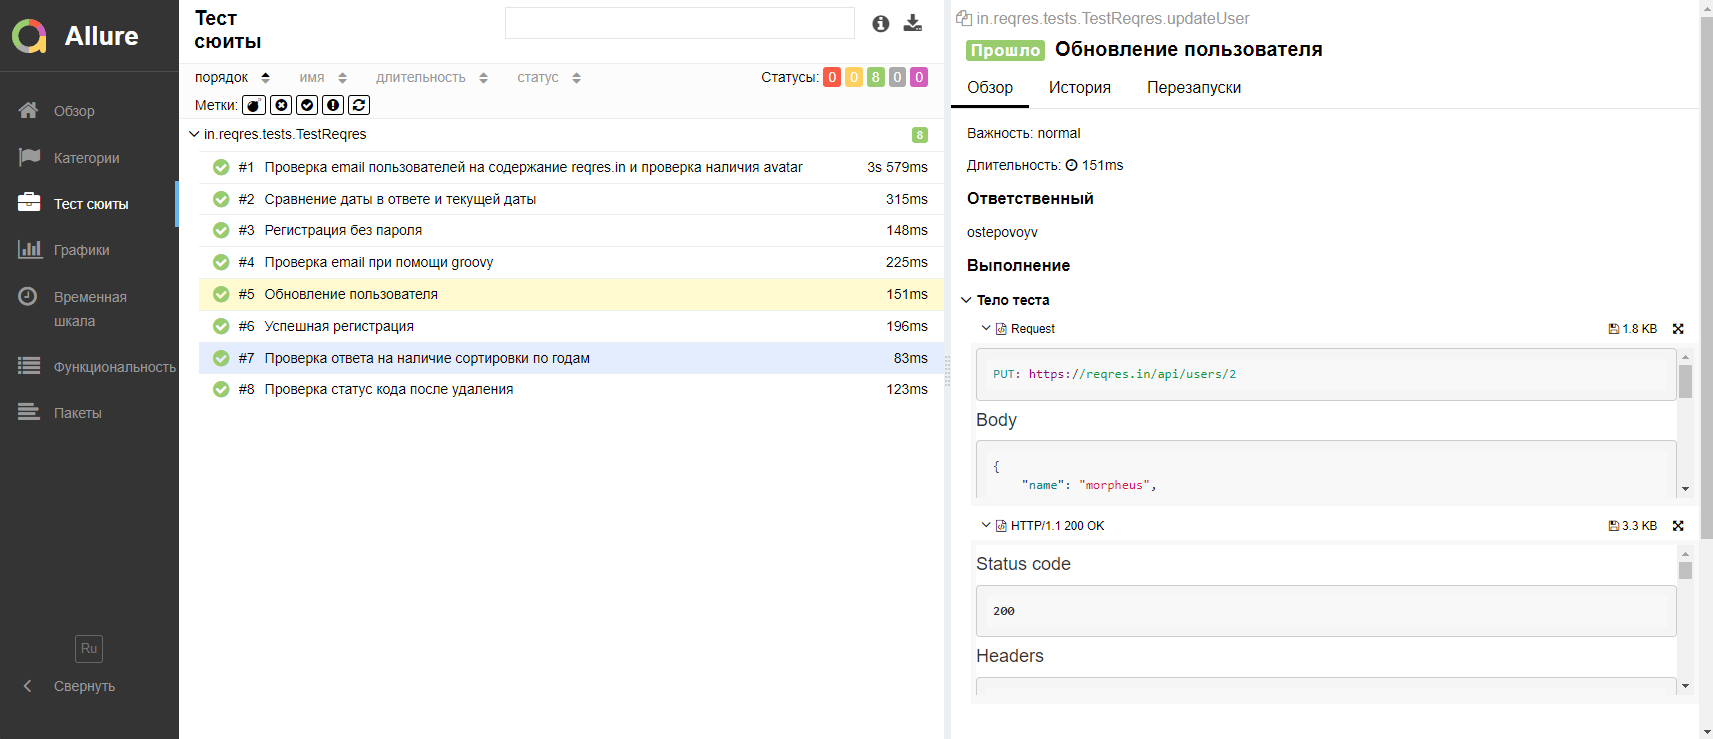 Allure
Обзор
Категории
Тест сюиты
Графики
Временная
шкала
Функциональность
Пакеты
Ru
Свернуть
Тест
сюиты
порядок имя длительность статус Статусы: 0 0 8 0 0
Метки:
in.reqres.tests.TestReqres 8
#1 Проверка email пользователей на содержание reqres.in и проверка наличия avatar 3s 579ms
#2 Сравнение даты в ответе и текущей даты 315ms
#3 Регистрация без пароля 148ms
#4 Проверка email при помощи groovy 225ms
#5 Обновление пользователя 151ms
#6 Успешная регистрация 196ms
#7 Проверка ответа на наличие сортировки по годам 83ms
#8 Проверка статус кода после удаления 123ms
in.reqres.tests.TestReqres.updateUser
Прошло Обновление пользователя
Обзор История Перезапуски
Важность: normal
Длительность: 151ms
Ответственный
ostepovoyv
Выполнение
Тело теста
Request 1.8 KB
PUT: https://reqres.in/api/users/2
Body
{
"name": "morpheus",
HTTP/1.1 200 OK 3.3 KB
Status code
200
Headers